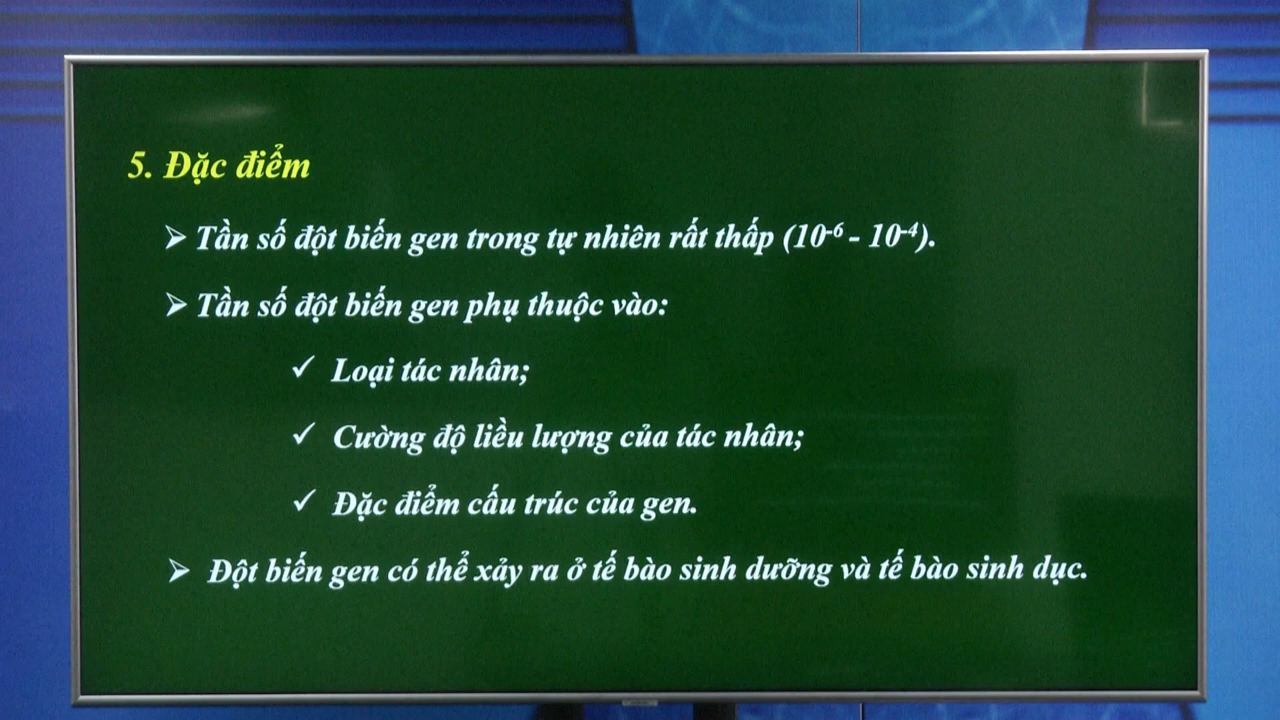 5. Đặc điểm
➢ Tần số đột biến gen trong tự nhiên rất thấp (10⁻⁶ - 10⁻⁴).
➢ Tần số đột biến gen phụ thuộc vào:
✓ Loại tác nhân;
✓ Cường độ liều lượng của tác nhân;
✓ Đặc điểm cấu trúc của gen.
➢ Đột biến gen có thể xảy ra ở tế bào sinh dưỡng và tế bào sinh dục.